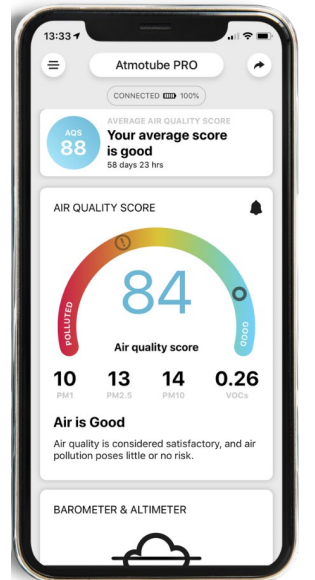 13:33
Atmotube PRO
CONNECTED 100%
AVERAGE AIR QUALITY SCORE
AQS
88
Your average score
is good
58 days 23 hrs
AIR QUALITY SCORE
POLLUTED
GOOD
84
Air quality score
10 13 14 0.26
PM1 PM2.5 PM10 VOCs
Air is Good
Air quality is considered satisfactory, and air
pollution poses little or no risk.
BAROMETER & ALTIMETER